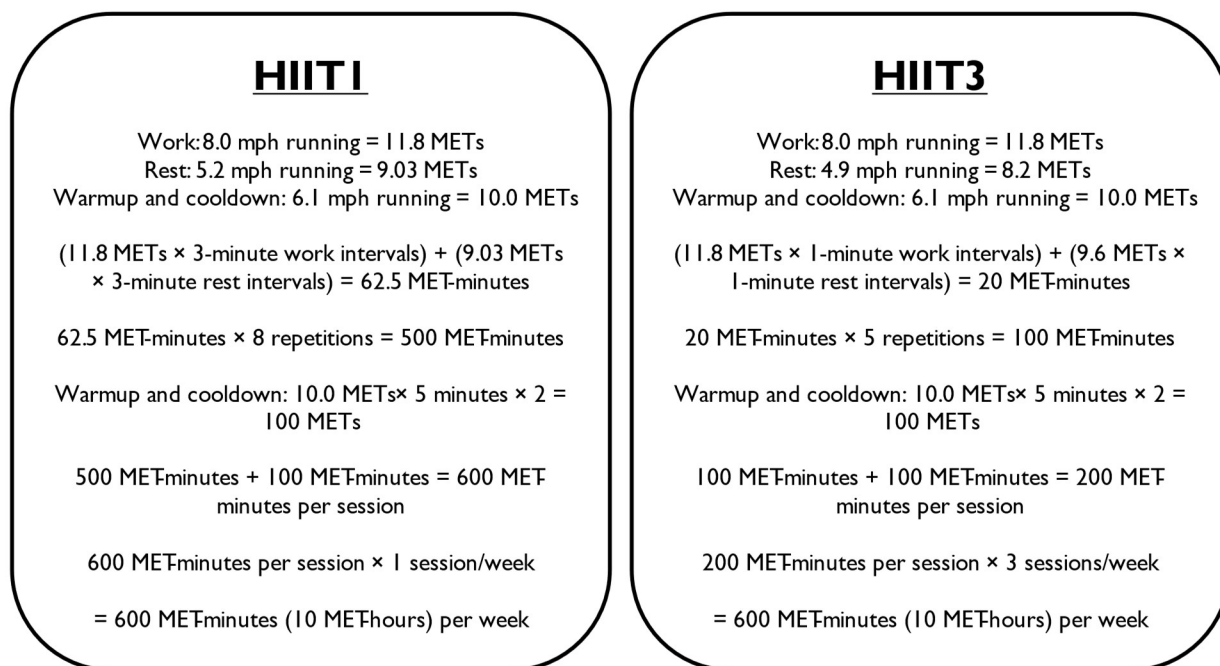 HIIT1
Work: 8.0 mph running = 11.8 METs
Rest: 5.2 mph running = 9.03 METs
Warmup and cooldown: 6.1 mph running = 10.0 METs
(11.8 METs × 3-minute work intervals) + (9.03 METs
× 3-minute rest intervals) = 62.5 MET-minutes
62.5 MET-minutes × 8 repetitions = 500 MET-minutes
Warmup and cooldown: 10.0 METs× 5 minutes × 2 =
100 METs
500 MET-minutes + 100 MET-minutes = 600 MET-
minutes per session
600 MET-minutes per session × 1 session/week
= 600 MET-minutes (10 MET-hours) per week
HIIT3
Work: 8.0 mph running = 11.8 METs
Rest: 4.9 mph running = 8.2 METs
Warmup and cooldown: 6.1 mph running = 10.0 METs
(11.8 METs × 1-minute work intervals) + (9.6 METs ×
1-minute rest intervals) = 20 MET-minutes
20 MET-minutes × 5 repetitions = 100 MET-minutes
Warmup and cooldown: 10.0 METs× 5 minutes × 2 =
100 METs
100 MET-minutes + 100 MET-minutes = 200 MET-
minutes per session
200 MET-minutes per session × 3 sessions/week
= 600 MET-minutes (10 MET-hours) per week